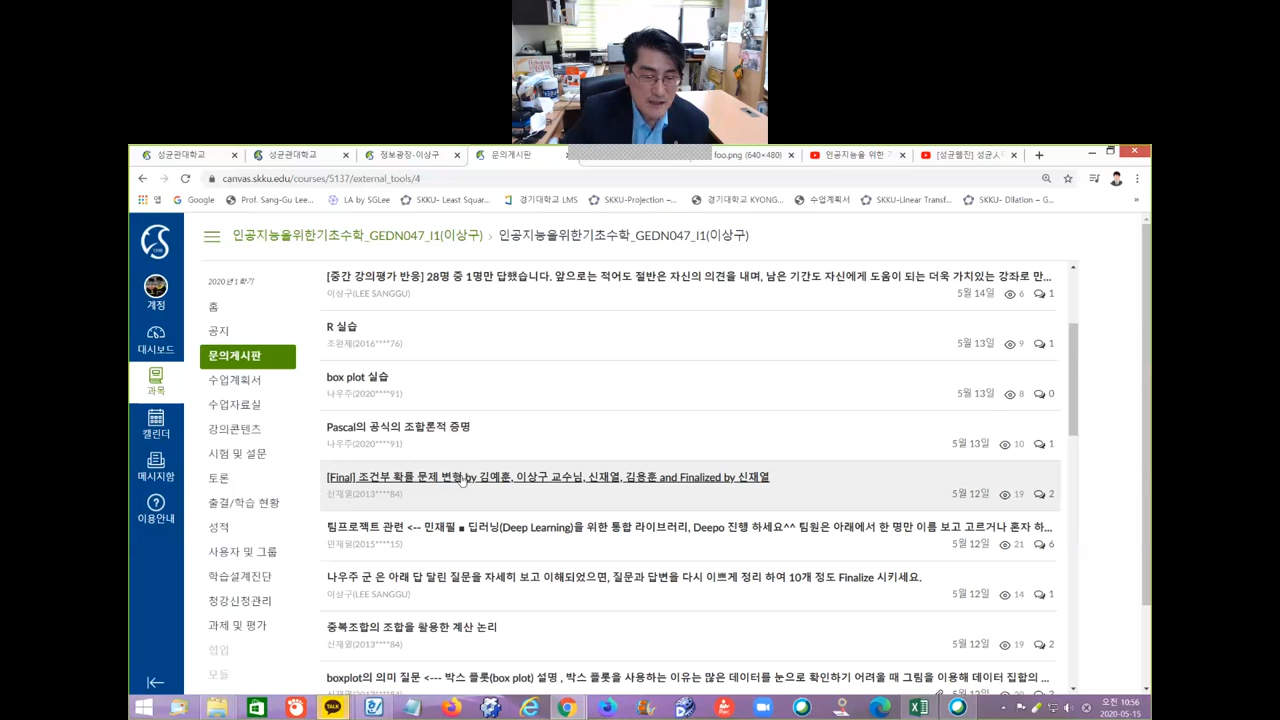 성균관대학교
성균관대학교
정보광장-이상구
문의게시판
foo.png (640×480)
인공지능을 위한
[성균웹진] 성균人
canvas.skku.edu/courses/5137/external_tools/4
앱
Google
Prof. Sang-Gu Lee...
LA by SGLee
SKKU- Least Squar...
경기대학교 LMS
SKKU-Projection –...
경기대학교 KYONG...
수업계획서
SKKU-Linear Transf...
SKKU- Dilation – G...
»
인공지능을위한기초수학_GEDN047_I1(이상구) › 인공지능을위한기초수학_GEDN047_I1(이상구)
계정
대시보드
과목
캘린더
메시지함
이용안내
2020년 1학기
홈
공지
문의게시판
수업계획서
수업자료실
강의콘텐츠
시험 및 설문
토론
출결/학습 현황
성적
사용자 및 그룹
학습설계진단
청강신청관리
과제 및 평가
협업
모듈
[중간 강의평가 반응] 28명 중 1명만 답했습니다. 앞으로는 적어도 절반은 자신의 의견을 내며, 남은 기간도 자신에게 도움이 되는 더욱 가치있는 강좌로 만...
이상구(LEE SANGGU) 5월 14일 6 1
R 실습
조완제(2016****76) 5월 13일 9 1
box plot 실습
나우주(2020****91) 5월 13일 8 0
Pascal의 공식의 조합론적 증명
나우주(2020****91) 5월 13일 10 1
[Final] 조건부 확률 문제 변형 by 김예훈, 이상구 교수님, 신재열, 김용훈 and Finalized by 신재열
신재열(2013****84) 5월 12일 19 2
팀프로젝트 관련 <-- 민재필 ■ 딥러닝(Deep Learning)을 위한 통합 라이브러리, Deepo 진행 하세요^^ 팀원은 아래에서 한 명만 이름 보고 고르거나 혼자 하...
민재필(2015****15) 5월 12일 21 6
나우주 군 은 아래 답 달린 질문을 자세히 보고 이해되었으면, 질문과 답변을 다시 이쁘게 정리 하여 10개 정도 Finalize 시키세요.
이상구(LEE SANGGU) 5월 12일 14 1
중복조합의 조합을 활용한 계산 논리
신재열(2013****84) 5월 12일 19 2
boxplot의 의미 질문 <--- 박스 플롯(box plot) 설명 , 박스 플롯을 사용하는 이유는 많은 데이터를 눈으로 확인하기 어려울 때 그림을 이용해 데이터 집합의 ...
TALK
오전 10:56
2020-05-15